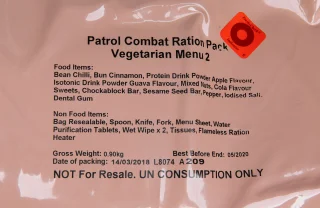 Patrol Combat Ration Pack
Vegetarian Menu 2
Food Items:
Bean Chilli, Bun Cinnamon, Protein Drink Powder Apple Flavour,
Isotonic Drink Powder Guava Flavour, Mixed Nuts, Cola Flavour
Sweets, Chockablock Bar, Sesame Seed Bar, Pepper, Iodised Salt,
Dental Gum
Non Food Items:
Bag Resealable, Spoon, Knife, Fork, Menu Sheet, Water
Purification Tablets, Wet Wipe x 2, Tissues, Flameless Ration
Heater
Gross Weight: 0.90kg Best Before End: 05/2020
Date of packing: 14/03/2018 L8074 A 209
NOT For Resale. UN CONSUMPTION ONLY